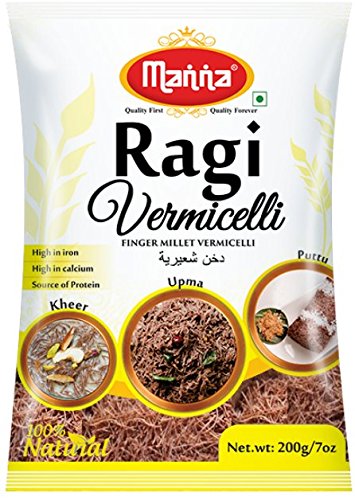 Manna
Quality First Quality Forever
Ragi
Vermicelli
FINGER MILLET VERMICELLI
دخن شعيرية
High in iron
High in calcium
Source of Protein
Kheer
Upma
Puttu
100%
Natural
Net.wt: 200g/7oz